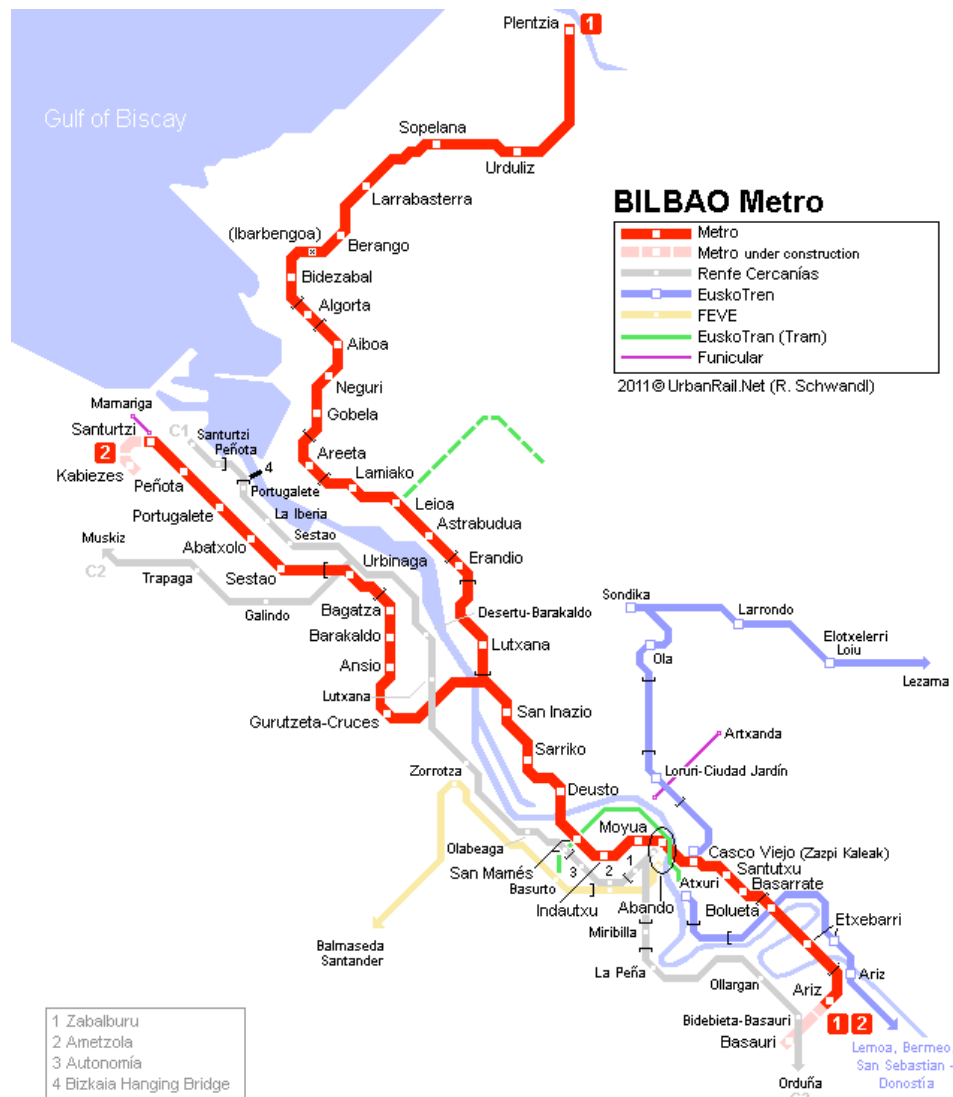 Plentzia
1
Gulf of Biscay
Sopelana
Urduliz
Larrabasterra
(Ibarbengoa)
Berango
Bidezabal
Algorta
Aiboa
Neguri
Gobela
Areeta
Lamiako
Leioa
Astrabudua
Erandio
Lutxana
BILBAO Metro
Metro
Metro under construction
Renfe Cercanías
EuskoTren
FEVE
EuskoTran (Tram)
Funicular
2011 © UrbanRail.Net (R. Schwandl)
Mamariga
Santurtzi
2
Kabiezes
Peñota
Portugalete
Abatxolo
Sestao
C1
Santurtzi
Peñota
4
Portugalete
La Iberia
Sestao
Urbinaga
Muskiz
C2
Trapaga
Galindo
Bagatza
Barakaldo
Ansio
Gurutzeta-Cruces
Desertu-Barakaldo
Lutxana
San Inazio
Sarriko
Deusto
Zorrotza
Olabeaga
San Mamés
Basurto
3
2
1
Indautxu
Moyua
Abando
Balmaseda
Santander
Sondika
Larrondo
Elotxelerri
Loiu
Lezama
Ola
Artxanda
Loruri-Ciudad Jardín
Casco Viejo (Zazpi Kaleak)
Santutxu
Basarrate
Atxuri
Bolueta
Etxebarri
Miribilla
La Peña
Ollargan
Ariz
Ariz
Bidebieta-Basauri
Basauri
1 2
Lemoa, Bermeo,
San Sebastian -
Donostía
Orduña
C3
1 Zabalburu
2 Ametzola
3 Autonomía
4 Bizkaia Hanging Bridge